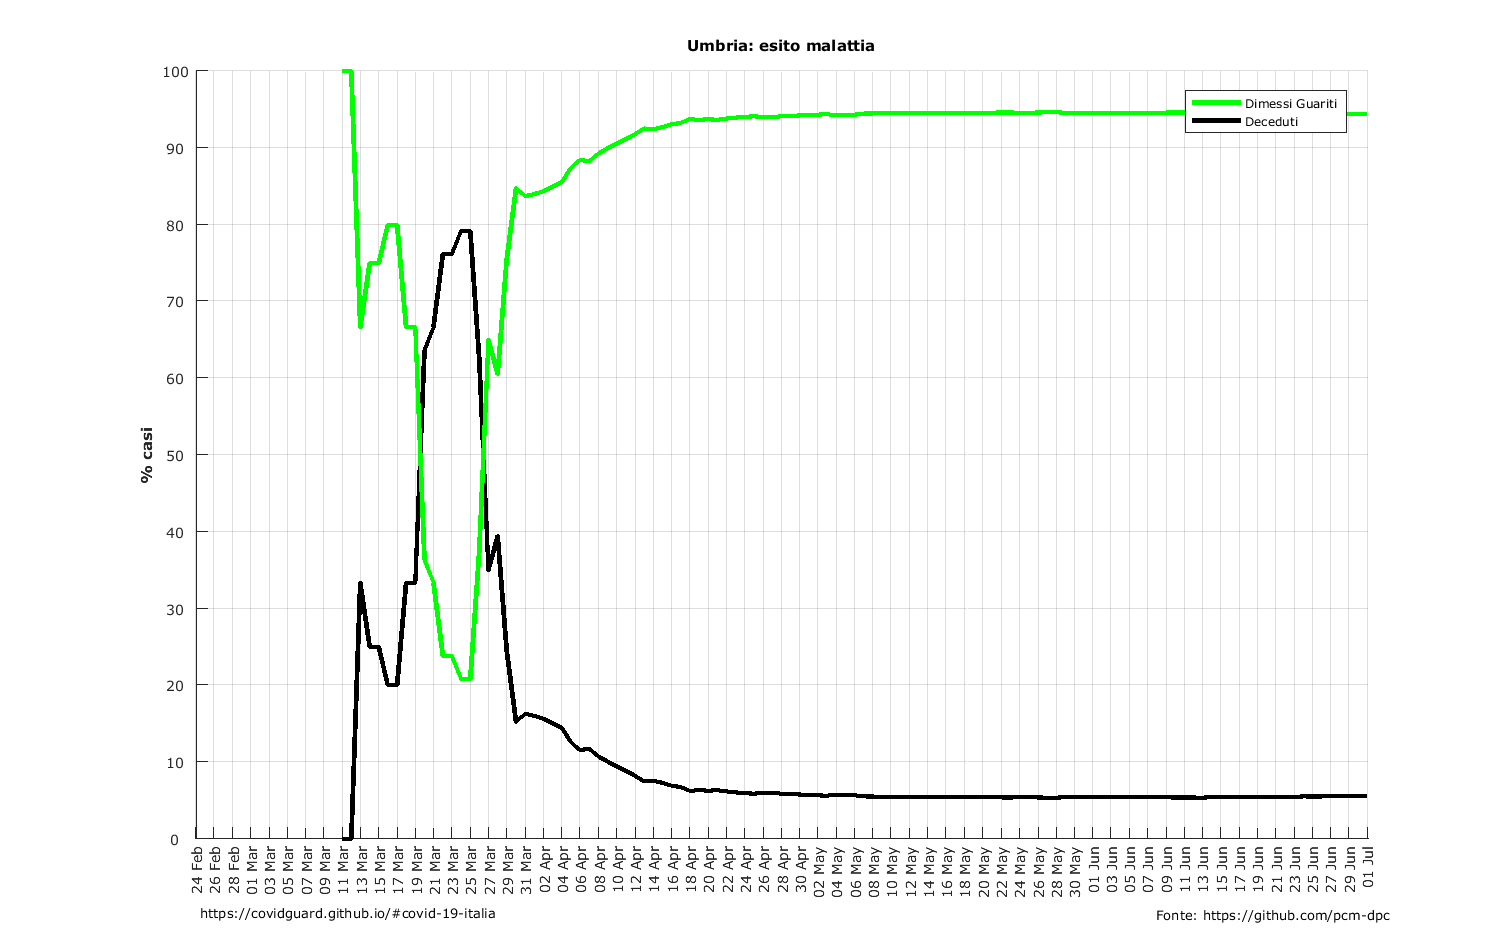 Umbria: esito malattia
100
90
80
70
60
50
40
30
20
10
0
% casi
Dimessi Guariti
Deceduti
24 Feb
26 Feb
28 Feb
01 Mar
03 Mar
05 Mar
07 Mar
09 Mar
11 Mar
13 Mar
15 Mar
17 Mar
19 Mar
21 Mar
23 Mar
25 Mar
27 Mar
29 Mar
31 Mar
02 Apr
04 Apr
06 Apr
08 Apr
10 Apr
12 Apr
14 Apr
16 Apr
18 Apr
20 Apr
22 Apr
24 Apr
26 Apr
28 Apr
30 Apr
02 May
04 May
06 May
08 May
10 May
12 May
14 May
16 May
18 May
20 May
22 May
24 May
26 May
28 May
30 May
01 Jun
03 Jun
05 Jun
07 Jun
09 Jun
11 Jun
13 Jun
15 Jun
17 Jun
19 Jun
21 Jun
23 Jun
25 Jun
27 Jun
29 Jun
01 Jul
https://covidguard.github.io/#covid-19-italia
Fonte: https://github.com/pcm-dpc